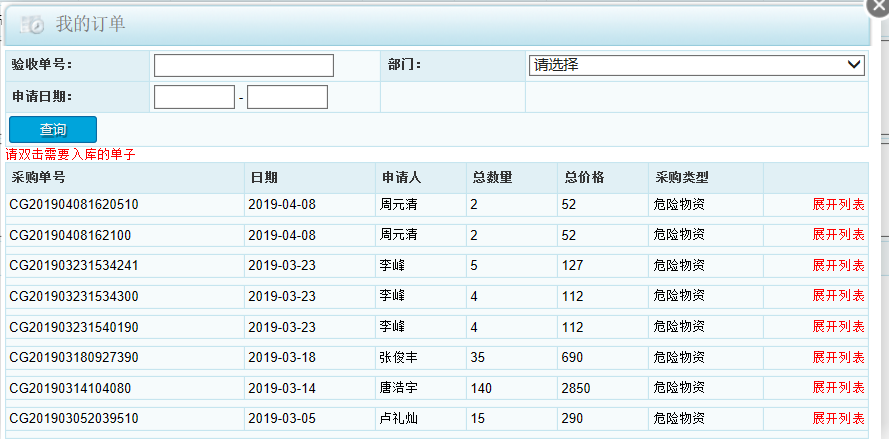 我的订单
验收单号： 部门： 请选择
申请日期： -
查询
请双击需要入库的单子
采购单号 日期 申请人 总数量 总价格 采购类型
CG201904081620510 2019-04-08 周元清 2 52 危险物资 展开列表
CG20190408162100 2019-04-08 周元清 2 52 危险物资 展开列表
CG201903231534241 2019-03-23 李峰 5 127 危险物资 展开列表
CG201903231534300 2019-03-23 李峰 4 112 危险物资 展开列表
CG201903231540190 2019-03-23 李峰 4 112 危险物资 展开列表
CG201903180927390 2019-03-18 张俊丰 35 690 危险物资 展开列表
CG20190314104080 2019-03-14 唐浩宇 140 2850 危险物资 展开列表
CG201903052039510 2019-03-05 卢礼灿 15 290 危险物资 展开列表